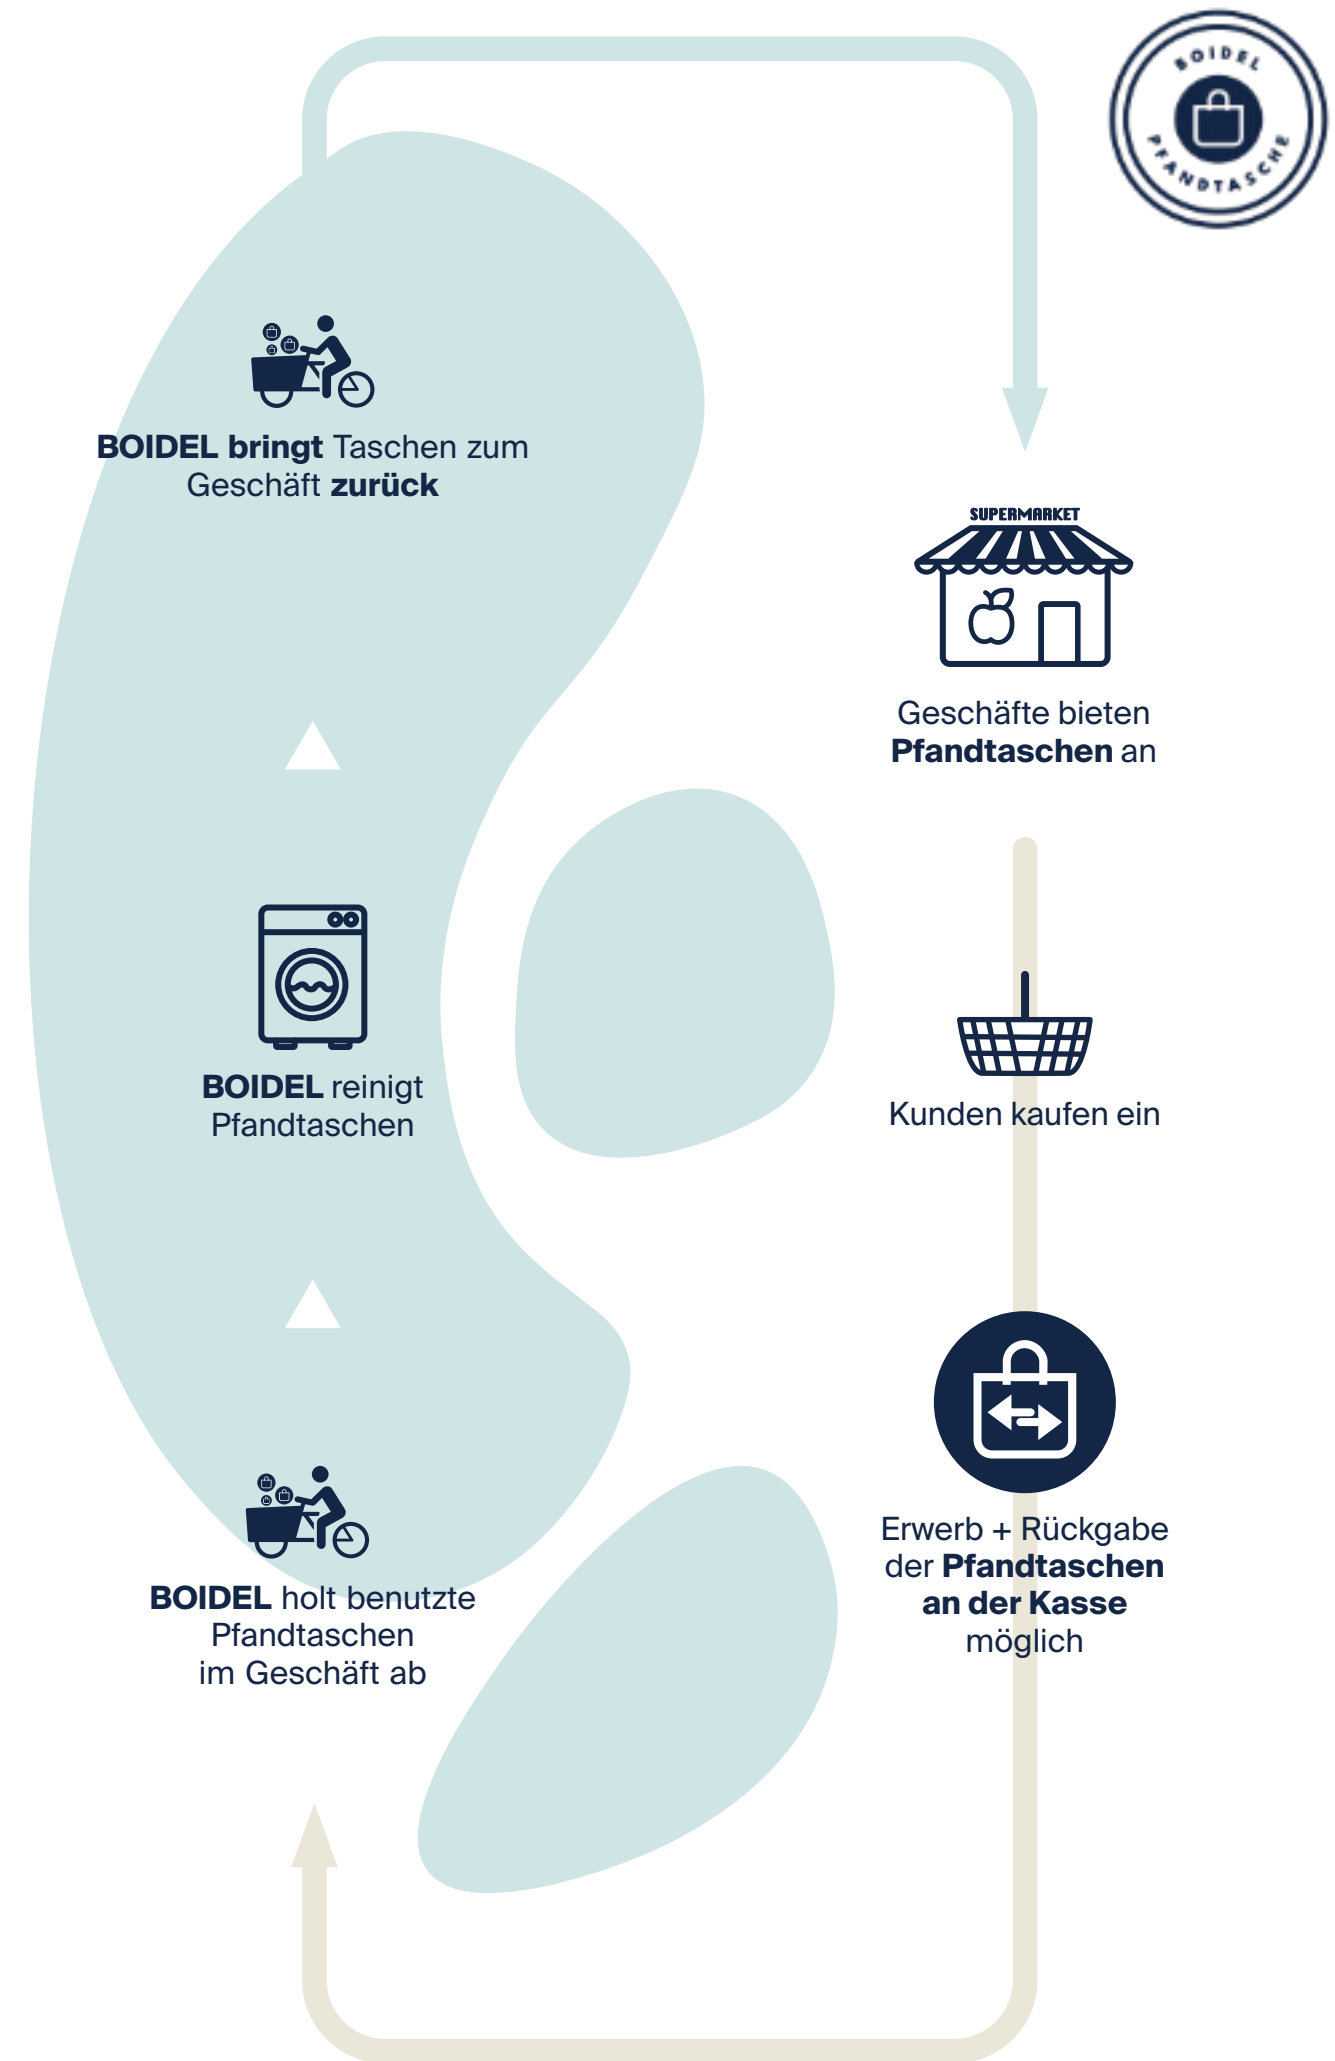 BOIDEL
PFANDTASCHE
BOIDEL bringt Taschen zum
Geschäft zurück
SUPERMARKET
Geschäfte bieten
Pfandtaschen an
BOIDEL reinigt
Pfandtaschen
Kunden kaufen ein
Erwerb + Rückgabe
der Pfandtaschen
an der Kasse
möglich
BOIDEL holt benutzte
Pfandtaschen
im Geschäft ab